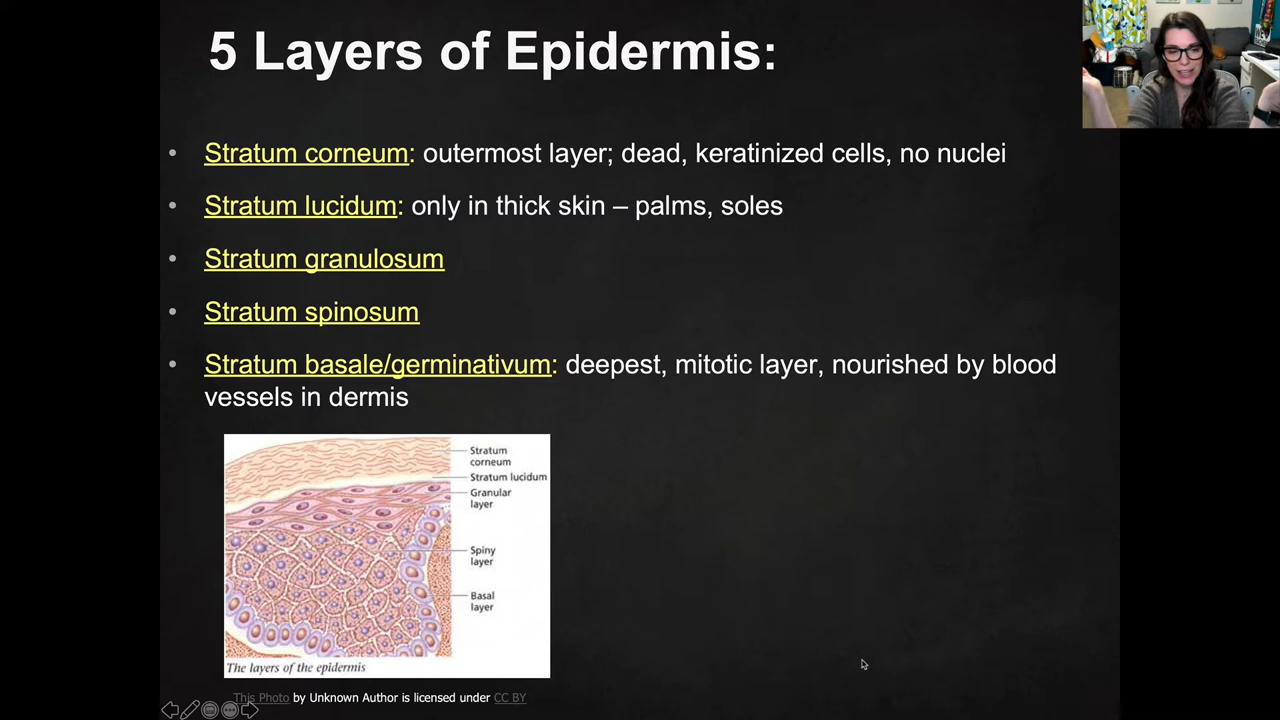 5 Layers of Epidermis:
• Stratum corneum: outermost layer; dead, keratinized cells, no nuclei
• Stratum lucidum: only in thick skin – palms, soles
• Stratum granulosum
• Stratum spinosum
• Stratum basale/germinativum: deepest, mitotic layer, nourished by blood
vessels in dermis
Stratum
corneum
Stratum lucidum
Granular
layer
Spiny
layer
Basal
layer
The layers of the epidermis
This Photo by Unknown Author is licensed under CC BY